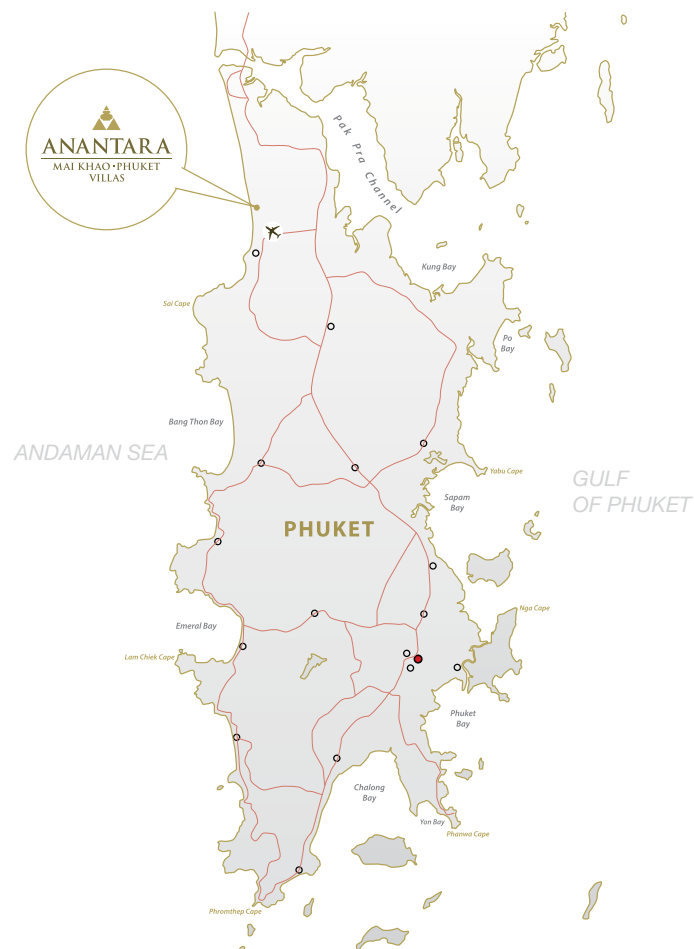 Pak Pra Channel
ANANTARA
MAI KHAO•PHUKET
VILLAS
Kung Bay
Sai Cape
Po
Bay
Bang Thon Bay
ANDAMAN SEA
Yabu Cape
GULF
OF PHUKET
Sapam
Bay
PHUKET
Nga Cape
Emeral Bay
Lam Chiek Cape
Phuket
Bay
Chalong
Bay
Yon Bay
Phanwa Cape
Phromthep Cape